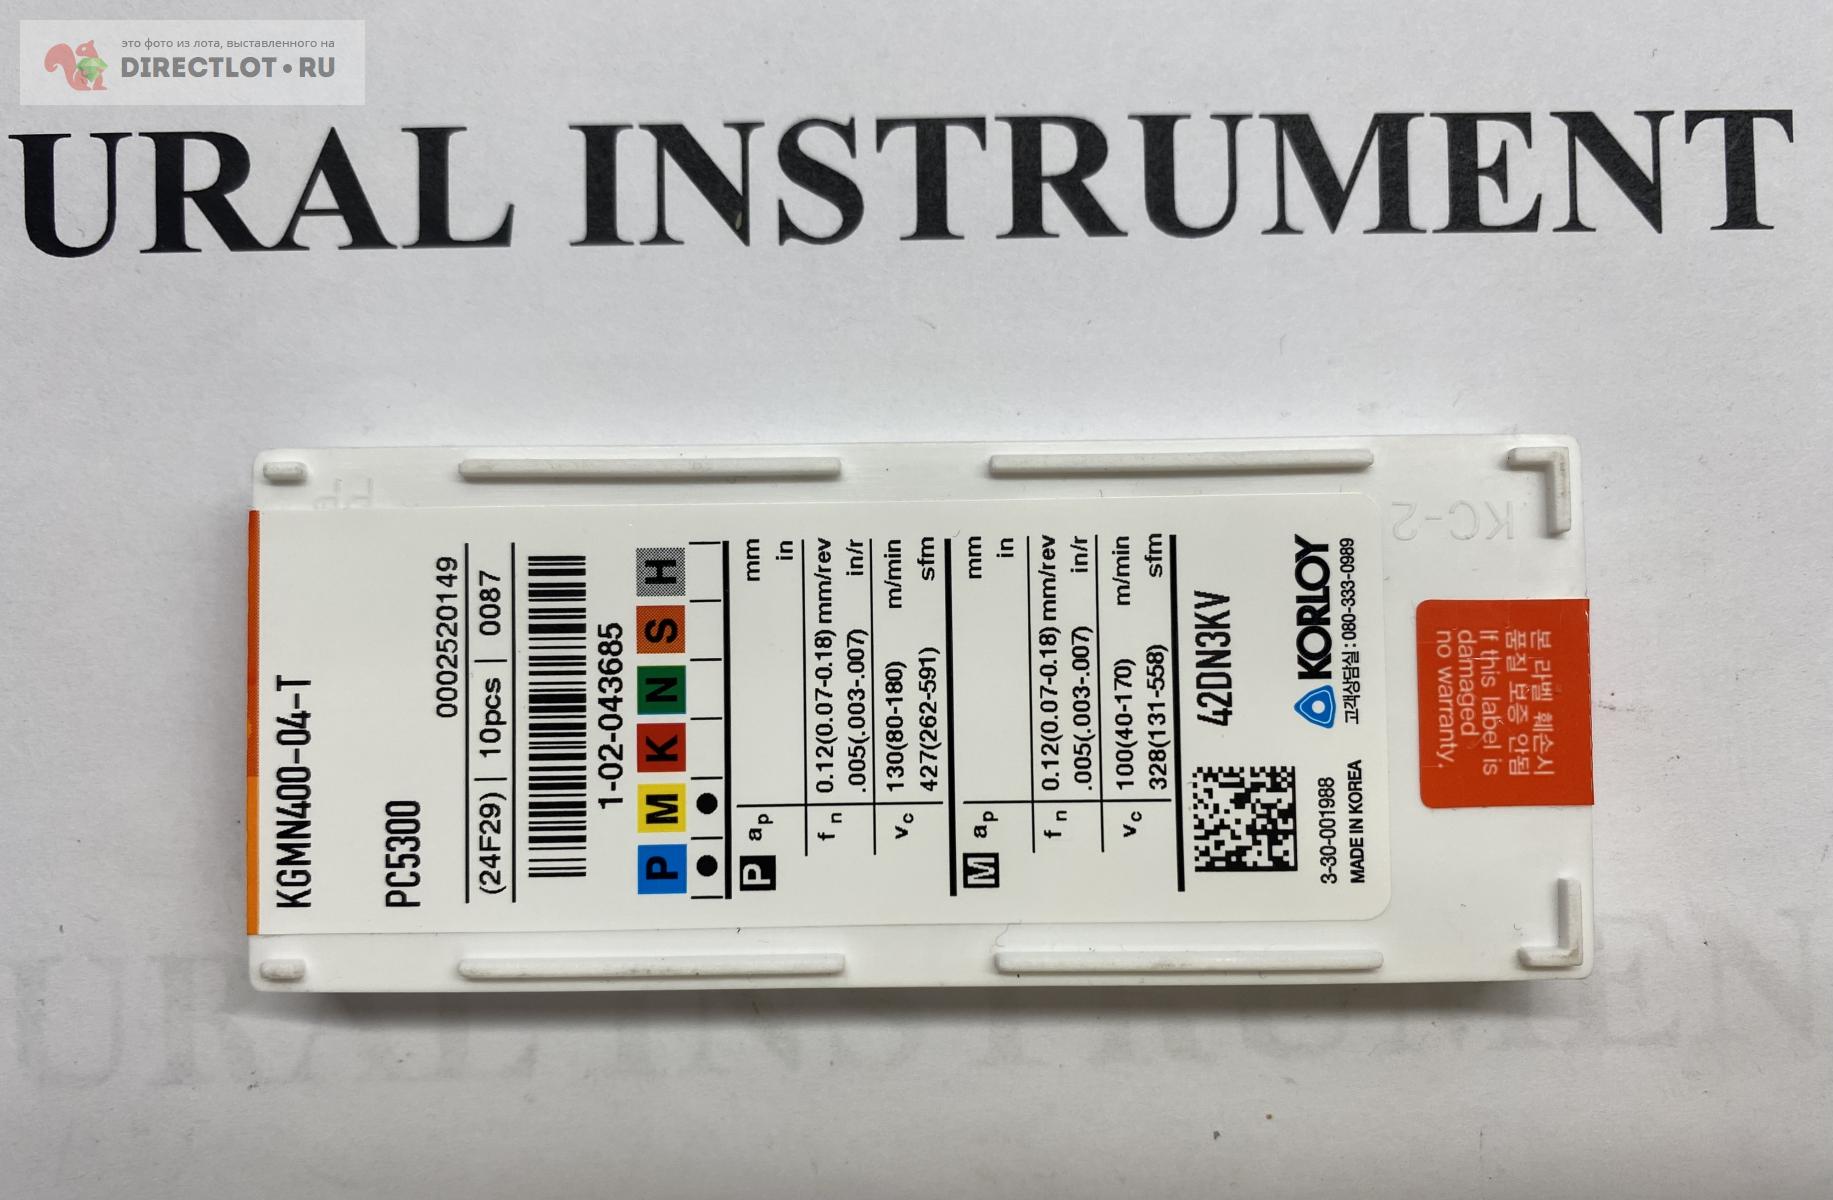 это фото из лота, выставленного на
DIRECTLOT•RU
URAL INSTRUMENT
KC-2
KGMN400-04-T
PC5300
0002520149
(24F29) | 10pcs | 0087
1-02-043685
P M K N S H
● ●
P ap mm
in
fn 0.12(0.07-0.18) mm/rev
.005(.003-.007) in/r
vc 130(80-180) m/min
427(262-591) sfm
M ap mm
in
fn 0.12(0.07-0.18) mm/rev
.005(.003-.007) in/r
vc 100(40-170) m/min
328(131-558) sfm
42DN3KV
KORLOY
3-30-001988 고객상담실 : 080-333-0989
MADE IN KOREA
본 라벨 훼손시
품질 보증 안됨
If this label is
damaged
no warranty,
URAL INSTRUMENT